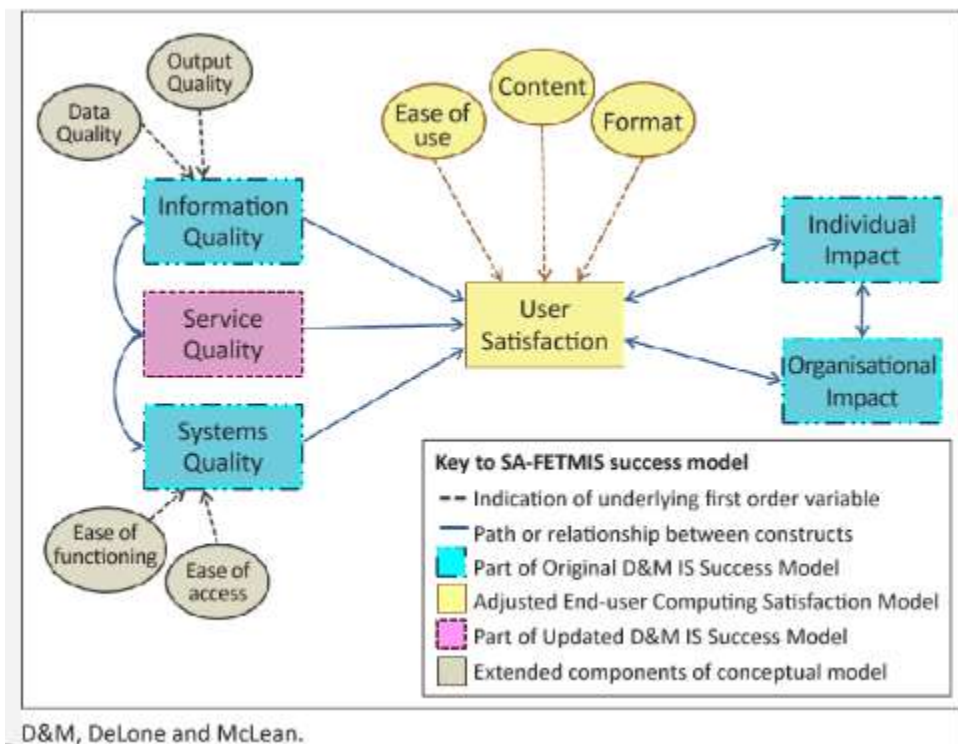 Output
Quality
Data
Quality
Ease of
use
Content
Format
Information
Quality
Individual
Impact
Service
Quality
User
Satisfaction
Organisational
Impact
Systems
Quality
Ease of
functioning
Ease of
access
Key to SA-FETMIS success model
Indication of underlying first order variable
Path or relationship between constructs
Part of Original D&M IS Success Model
Adjusted End-user Computing Satisfaction Model
Part of Updated D&M IS Success Model
Extended components of conceptual model
D&M, DeLone and McLean.